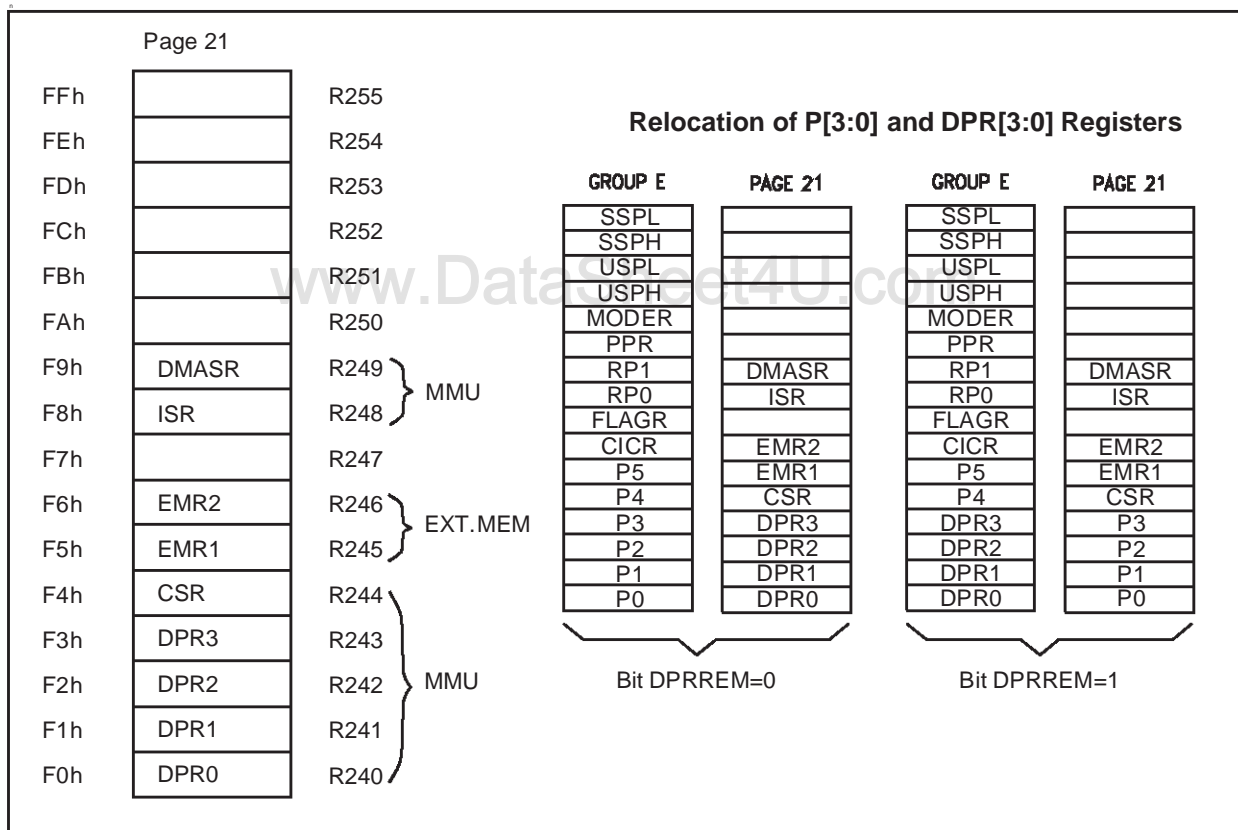 Page 21
FFh R255
FEh R254
FDh R253
FCh R252
FBh R251
FAh R250
F9h DMASR R249
F8h ISR R248
MMU
F7h R247
F6h EMR2 R246
F5h EMR1 R245
EXT.MEM
F4h CSR R244
F3h DPR3 R243
F2h DPR2 R242
F1h DPR1 R241
F0h DPR0 R240
MMU
Relocation of P[3:0] and DPR[3:0] Registers
GROUP E PAGE 21 GROUP E PAGE 21
SSPL SSPL
SSPH SSPH
USPL USPL
USPH USPH
MODER MODER
PPR PPR
RP1 DMASR RP1 DMASR
RP0 ISR RP0 ISR
FLAGR FLAGR
CICR EMR2 CICR EMR2
P5 EMR1 P5 EMR1
P4 CSR P4 CSR
P3 DPR3 DPR3 P3
P2 DPR2 DPR2 P2
P1 DPR1 DPR1 P1
P0 DPR0 DPR0 P0
Bit DPRREM=0 Bit DPRREM=1
www.DataSheet4U.com